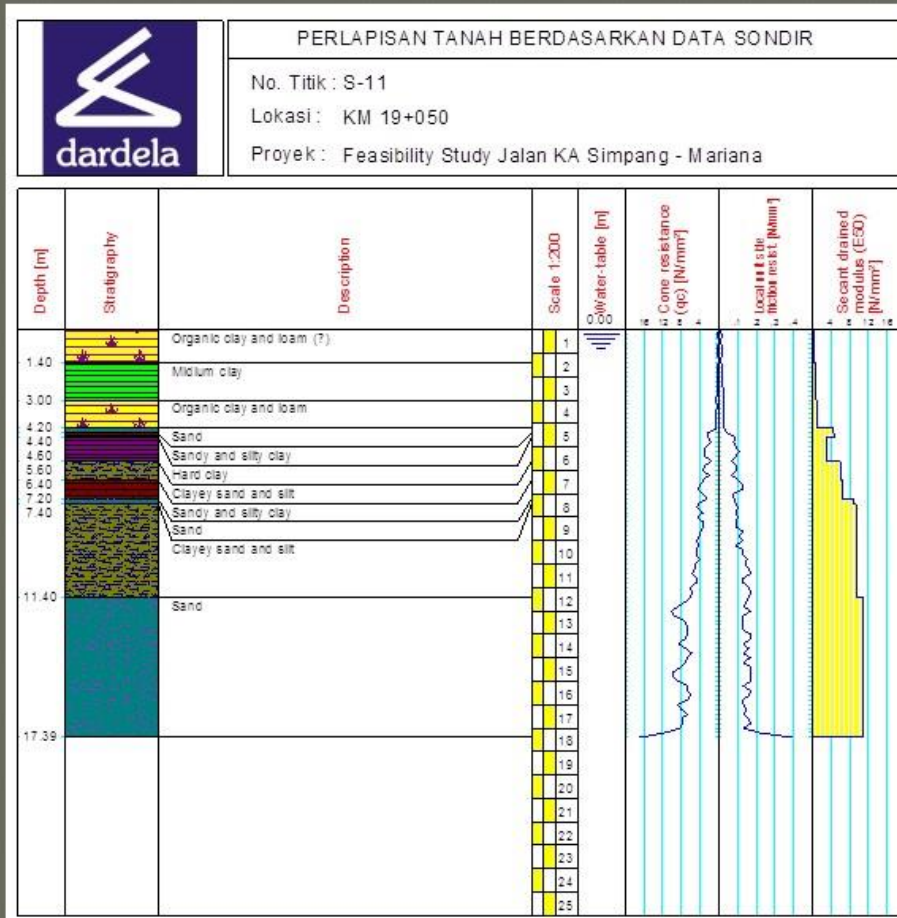 dardela
PERLAPISAN TANAH BERDASARKAN DATA SONDIR
No. Titik : S-11
Lokasi : KM 19+050
Proyek : Feasibility Study Jalan KA Simpang - Mariana
Depth [m]
Stratigraphy
Description
Scale 1:200
Water-table [m]
0.00
Cone resistance
(qc) [N/mm²]
16 12 8 4
.1 .2 .3 .4
Secant drained
modulus (E50)
[N/mm²]
4 8 12 16
Organic clay and loam (?)
1.40
Midium clay
3.00
Organic clay and loam
4.20
Sand
4.40
Sandy and silty clay
4.60
Hard clay
5.60
Clayey sand and silt
6.40
Sandy and silty clay
7.20
Sand
7.40
Clayey sand and silt
11.40
Sand
17.39
1
2
3
4
5
6
7
8
9
10
11
12
13
14
15
16
17
18
19
20
21
22
23
24
25